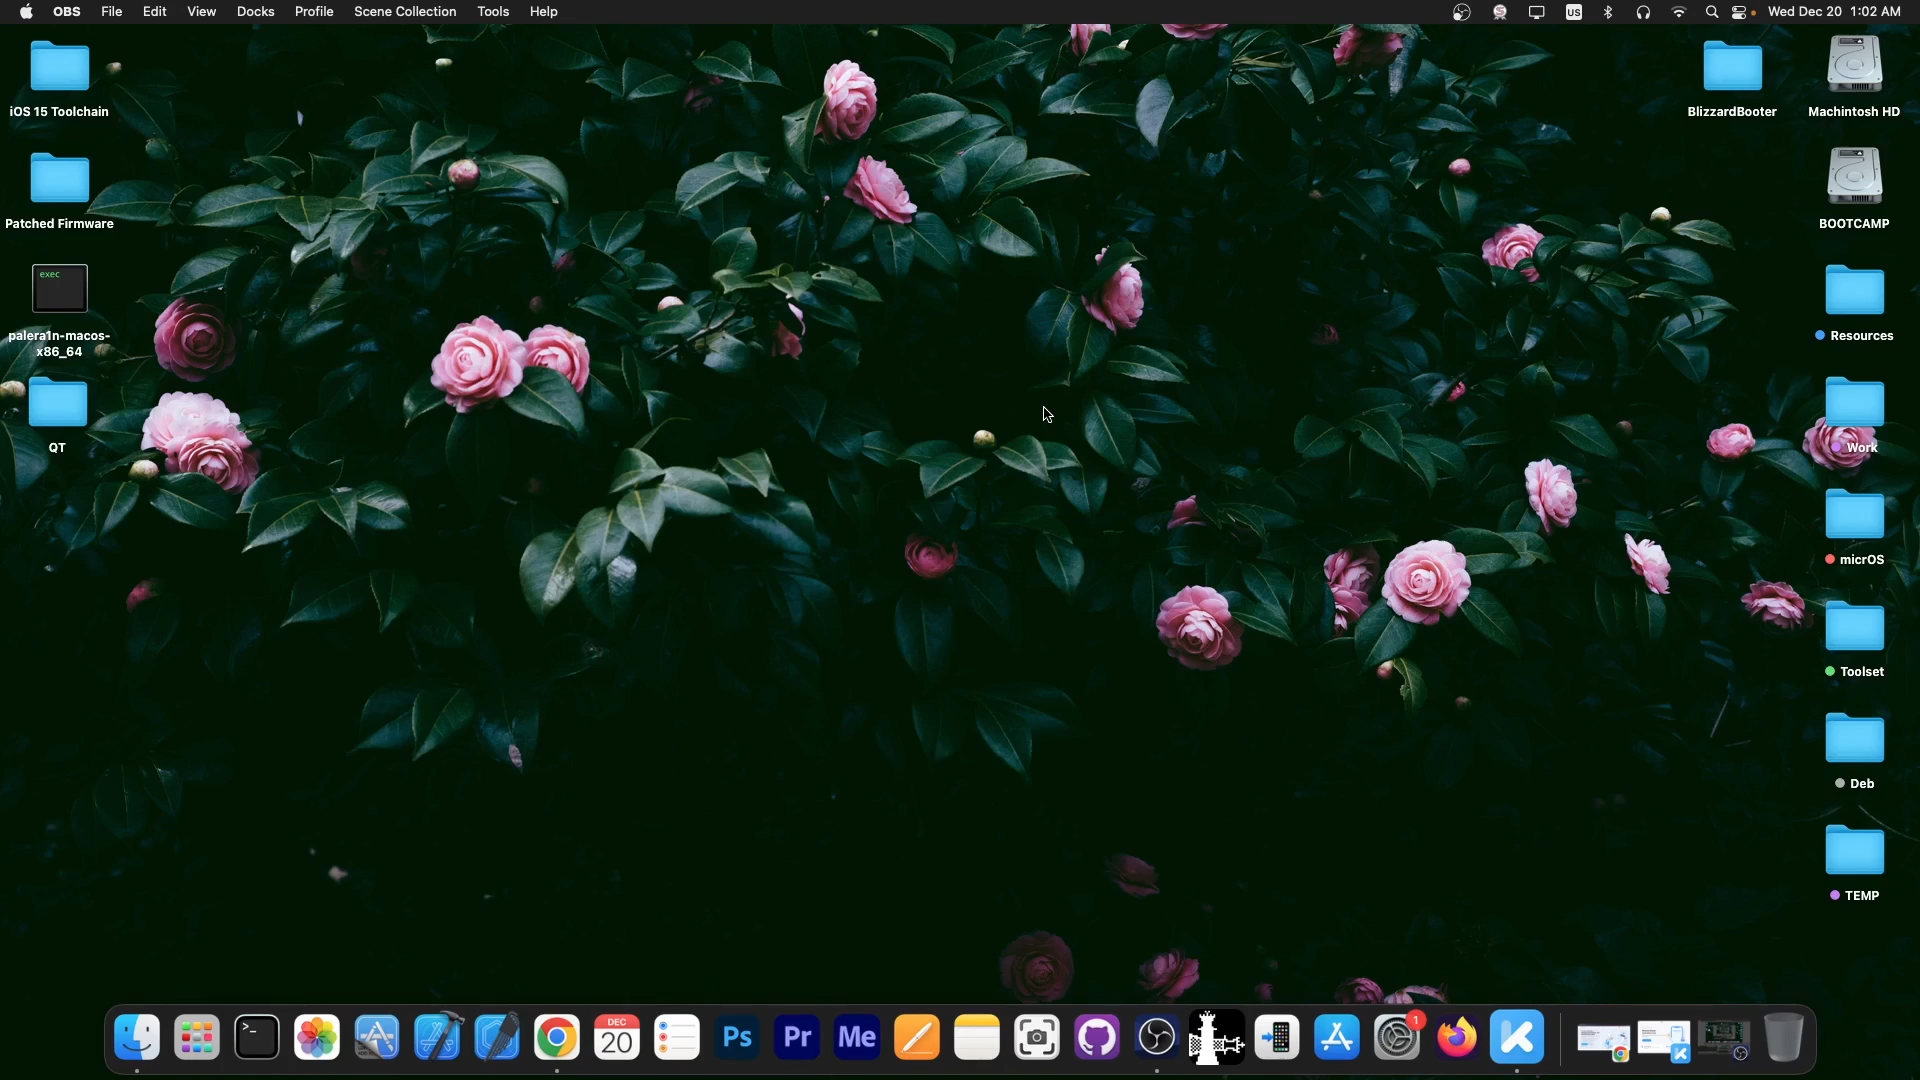 OBS File Edit View Docks Profile Scene Collection Tools Help
US
Wed Dec 20 1:02 AM
iOS 15 Toolchain
BlizzardBooter
Machintosh HD
Patched Firmware
BOOTCAMP
exec
palera1n-macos-
x86_64
Resources
QT
Work
micrOS
Toolset
Deb
TEMP
>_
DEC
20
Ps
Pr
Me
1